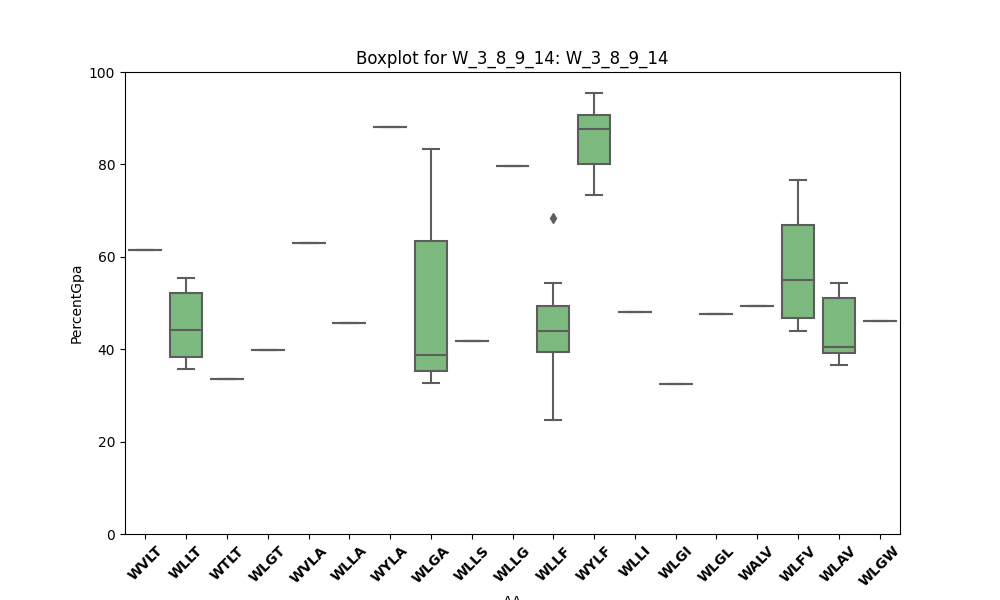 Boxplot for W_3_8_9_14: W_3_8_9_14
100
80
60
40
20
0
PercentGpa
WVLT
WLLT
WTLT
WLGT
WVLA
WLLA
WYLA
WLGA
WLLS
WLLG
WLLF
WYLF
WLLI
WLGI
WLGL
WALV
WLFV
WLAV
WLGW
AA